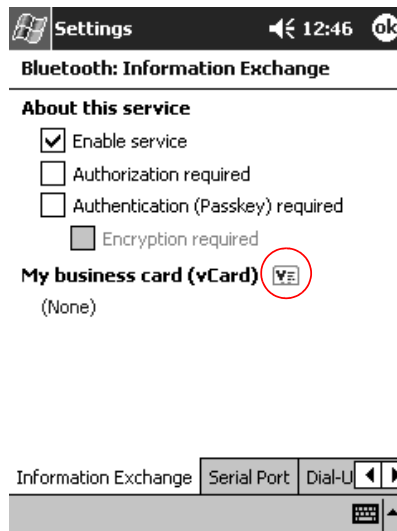 Settings 12:46 ok
Bluetooth: Information Exchange
About this service
Enable service
Authorization required
Authentication (Passkey) required
Encryption required
My business card (vCard)
(None)
Information Exchange Serial Port Dial-U